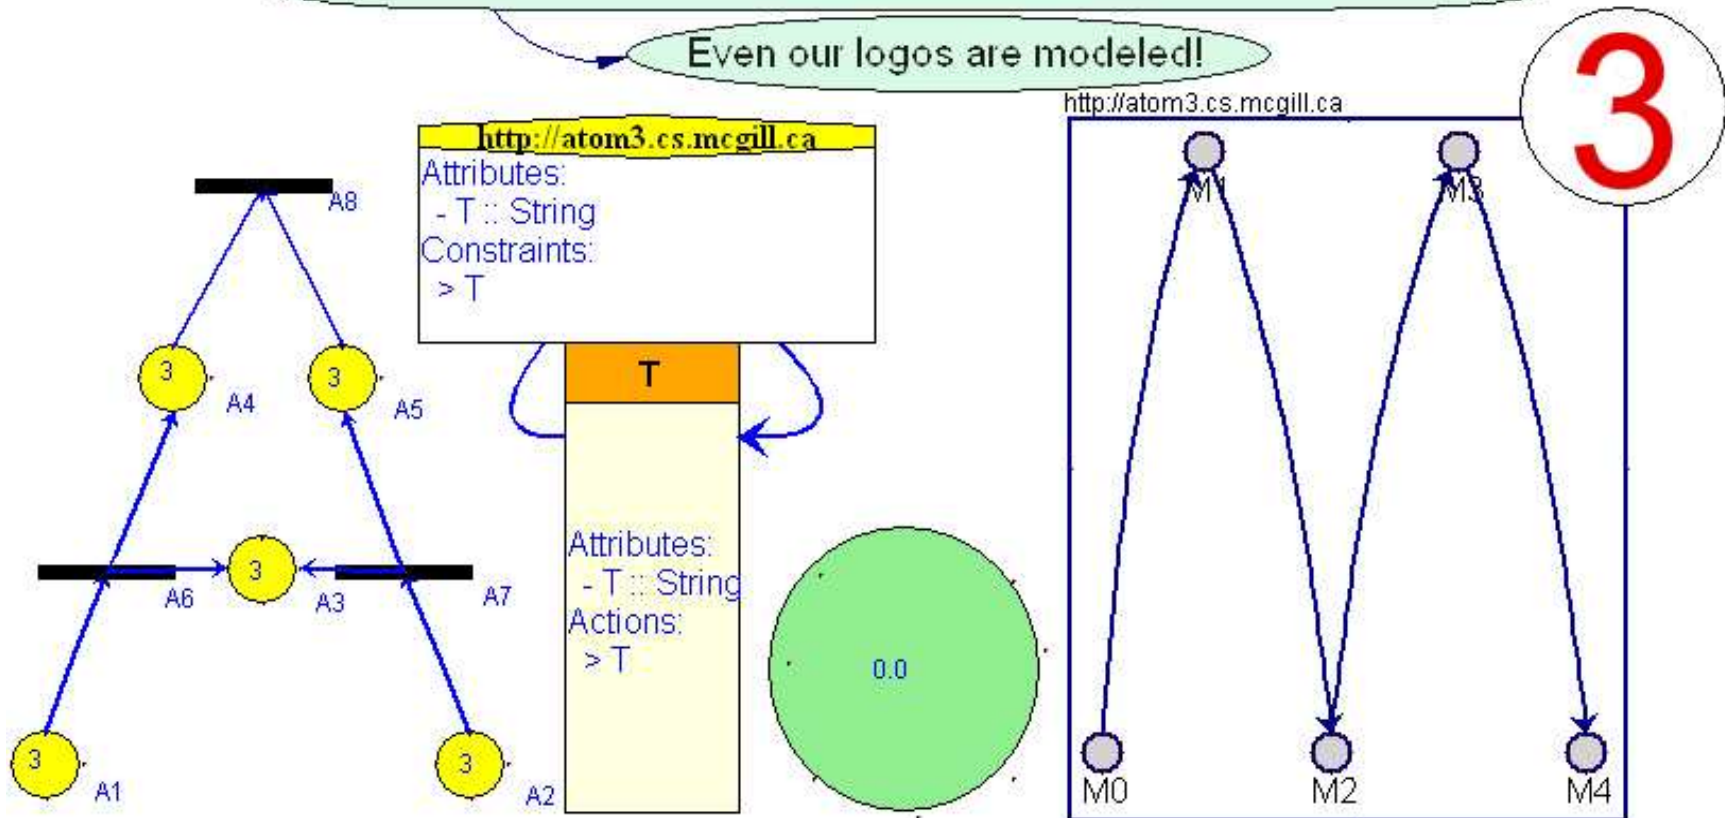 Even our logos are modeled!
3
http://atom3.cs.mcgill.ca
http://atom3.cs.mcgill.ca
Attributes:
- T :: String
Constraints:
> T
A8
M1
M3
3
A4
3
A5
T
3
A6
A3
A7
Attributes:
- T :: String
Actions:
> T
0.0
3
A1
3
A2
M0
M2
M4